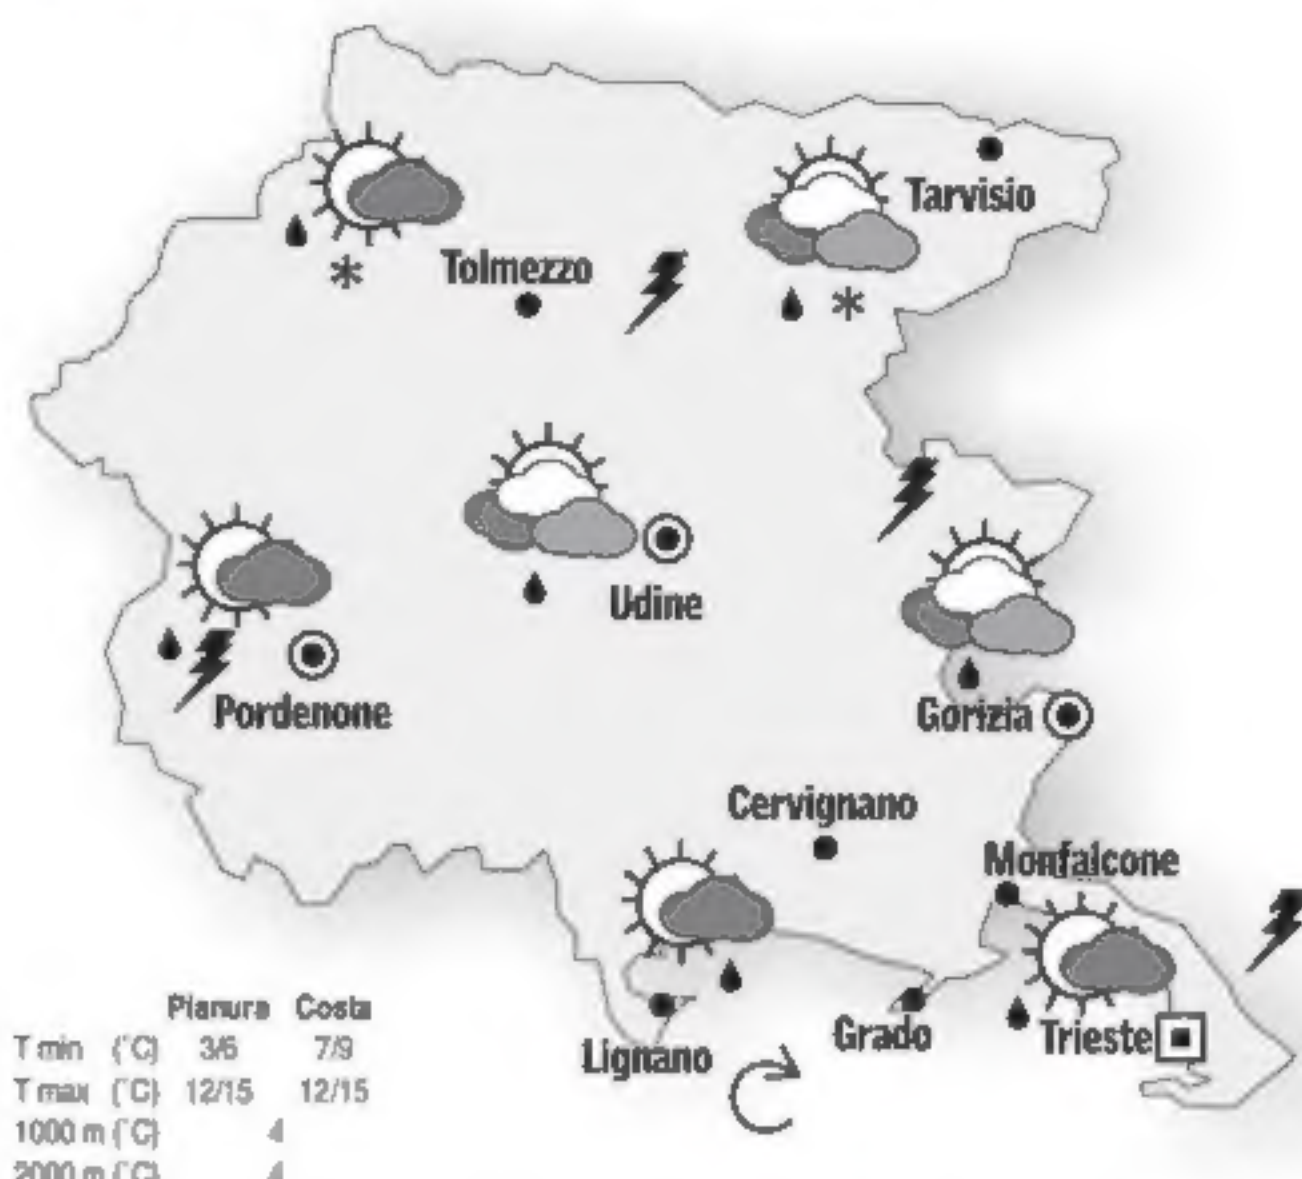 Tarvisio
Tolmezzo
Udine
Pordenone
Gorizia
Cervignano
Monfalcone
Lignano
Grado
Trieste
Pianura Costa
T min (°C) 3/6 7/9
T max (°C) 12/15 12/15
1000 m (°C) 4
2000 m (°C)